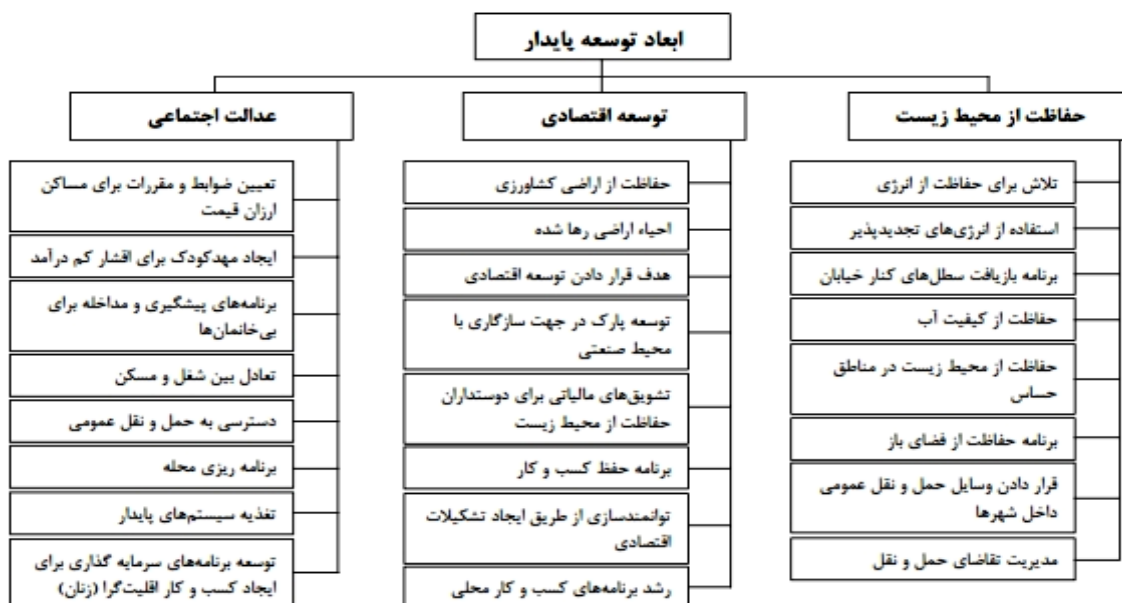 ابعاد توسعه پایدار
حفاظت از محیط زیست
تلاش برای حفاظت از انرژی
استفاده از انرژی‌های تجدیدپذیر
برنامه بازیافت سطل‌های کنار خیابان
حفاظت از کیفیت آب
حفاظت از محیط زیست در مناطق
حساس
برنامه حفاظت از فضای باز
قرار دادن وسایل حمل و نقل عمومی
داخل شهرها
مدیریت تقاضای حمل و نقل
توسعه اقتصادی
حفاظت از اراضی کشاورزی
احیاء اراضی رها شده
هدف قرار دادن توسعه اقتصادی
توسعه پارک در جهت سازگاری با
محیط صنعتی
تشویق‌های مالیاتی برای دوستداران
حفاظت از محیط زیست
برنامه حفظ کسب و کار
توانمندسازی از طریق ایجاد تشکیلات
اقتصادی
رشد برنامه‌های کسب و کار محلی
عدالت اجتماعی
تعیین ضوابط و مقررات برای مساکن
ارزان قیمت
ایجاد مهدکودک برای اقشار کم درآمد
برنامه‌های پیشگیری و مداخله برای
بی‌خانمان‌ها
تعادل بین شغل و مسکن
دسترسی به حمل و نقل عمومی
برنامه ریزی محله
تغذیه سیستم‌های پایدار
توسعه برنامه‌های سرمایه گذاری برای
ایجاد کسب و کار اقلیت‌گرا (زنان)